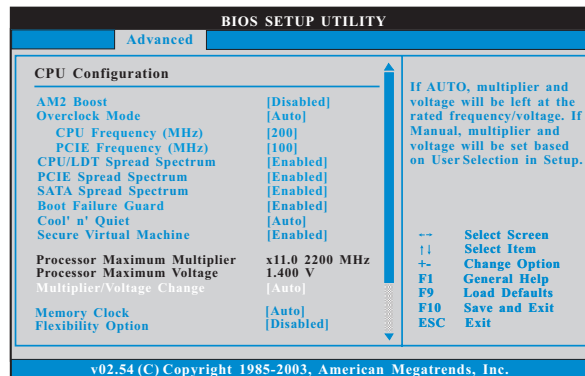 BIOS SETUP UTILITY
Advanced
CPU Configuration
AM2 Boost [Disabled]
Overclock Mode [Auto]
CPU Frequency (MHz) [200]
PCIE Frequency (MHz) [100]
CPU/LDT Spread Spectrum [Enabled]
PCIE Spread Spectrum [Enabled]
SATA Spread Spectrum [Enabled]
Boot Failure Guard [Enabled]
Cool' n' Quiet [Auto]
Secure Virtual Machine [Enabled]
Processor Maximum Multiplier x11.0 2200 MHz
Processor Maximum Voltage 1.400 V
Multiplier/Voltage Change [Auto]
Memory Clock [Auto]
Flexibility Option [Disabled]
If AUTO, multiplier and
voltage will be left at the
rated frequency/voltage. If
Manual, multiplier and
voltage will be set based
on User Selection in Setup.
←→ Select Screen
↑↓ Select Item
+- Change Option
F1 General Help
F9 Load Defaults
F10 Save and Exit
ESC Exit
v02.54 (C) Copyright 1985-2003, American Megatrends, Inc.